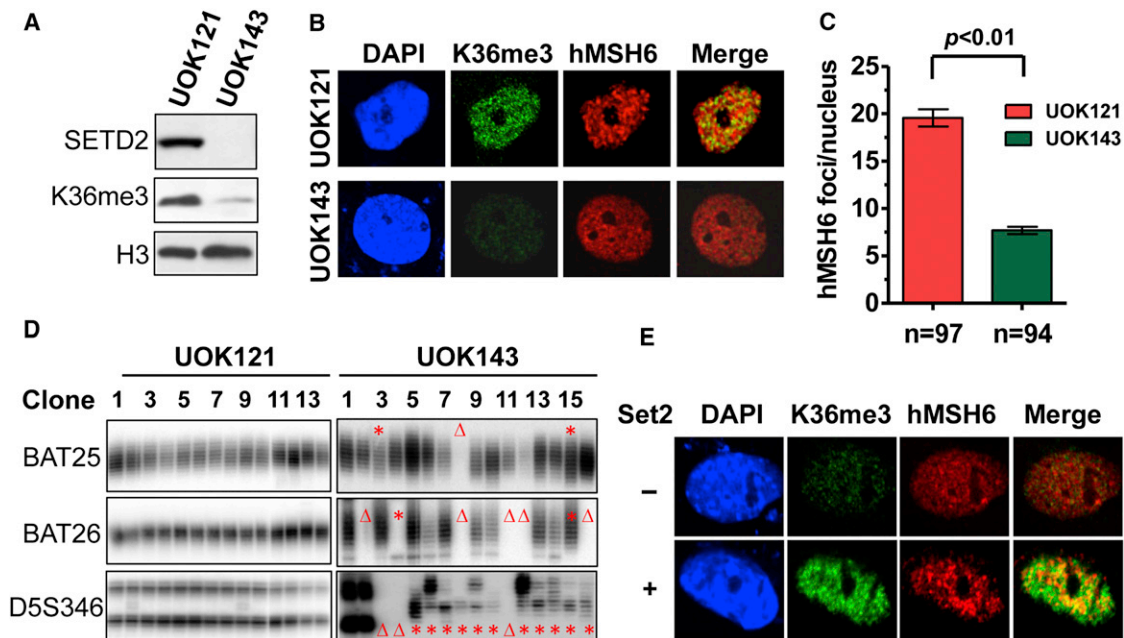 A
UOK121
UOK143
SETD2
K36me3
H3
B
DAPI K36me3 hMSH6 Merge
UOK121
UOK143
C
p<0.01
hMSH6 foci/nucleus
25
20
15
10
5
0
UOK121
UOK143
n=97 n=94
D
UOK121 UOK143
Clone 1 3 5 7 9 11 13 1 3 5 7 9 11 13 15
BAT25
* Δ *
BAT26
Δ * Δ Δ Δ * Δ
D5S346
Δ Δ * * * * * * Δ * * * *
E
Set2 DAPI K36me3 hMSH6 Merge
−
+